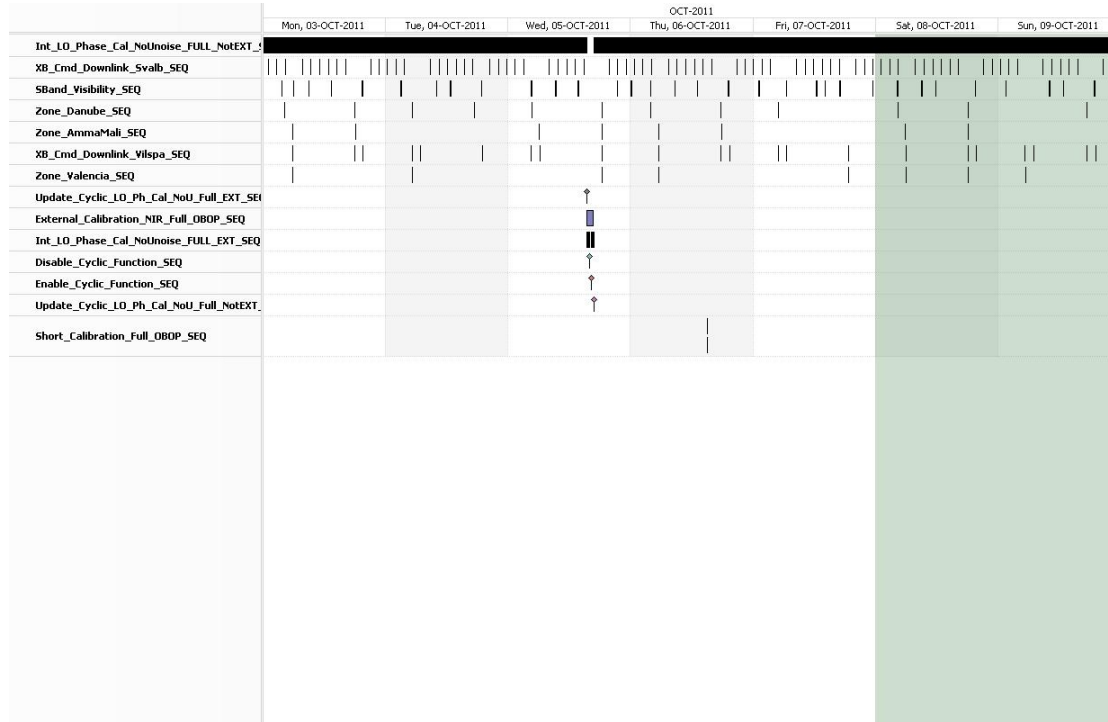 OCT-2011
Mon, 03-OCT-2011 Tue, 04-OCT-2011 Wed, 05-OCT-2011 Thu, 06-OCT-2011 Fri, 07-OCT-2011 Sat, 08-OCT-2011 Sun, 09-OCT-2011
Int_LO_Phase_Cal_NoUnoise_FULL_NotEXT_S
XB_Cmd_Downlink_Svalb_SEQ
SBand_Visibility_SEQ
Zone_Danube_SEQ
Zone_AmmaMali_SEQ
XB_Cmd_Downlink_Vilspa_SEQ
Zone_Valencia_SEQ
Update_Cyclic_LO_Ph_Cal_NoU_Full_EXT_SE
External_Calibration_NIR_Full_OBOP_SEQ
Int_LO_Phase_Cal_NoUnoise_FULL_EXT_SEQ
Disable_Cyclic_Function_SEQ
Enable_Cyclic_Function_SEQ
Update_Cyclic_LO_Ph_Cal_NoU_Full_NotEXT_
Short_Calibration_Full_OBOP_SEQ